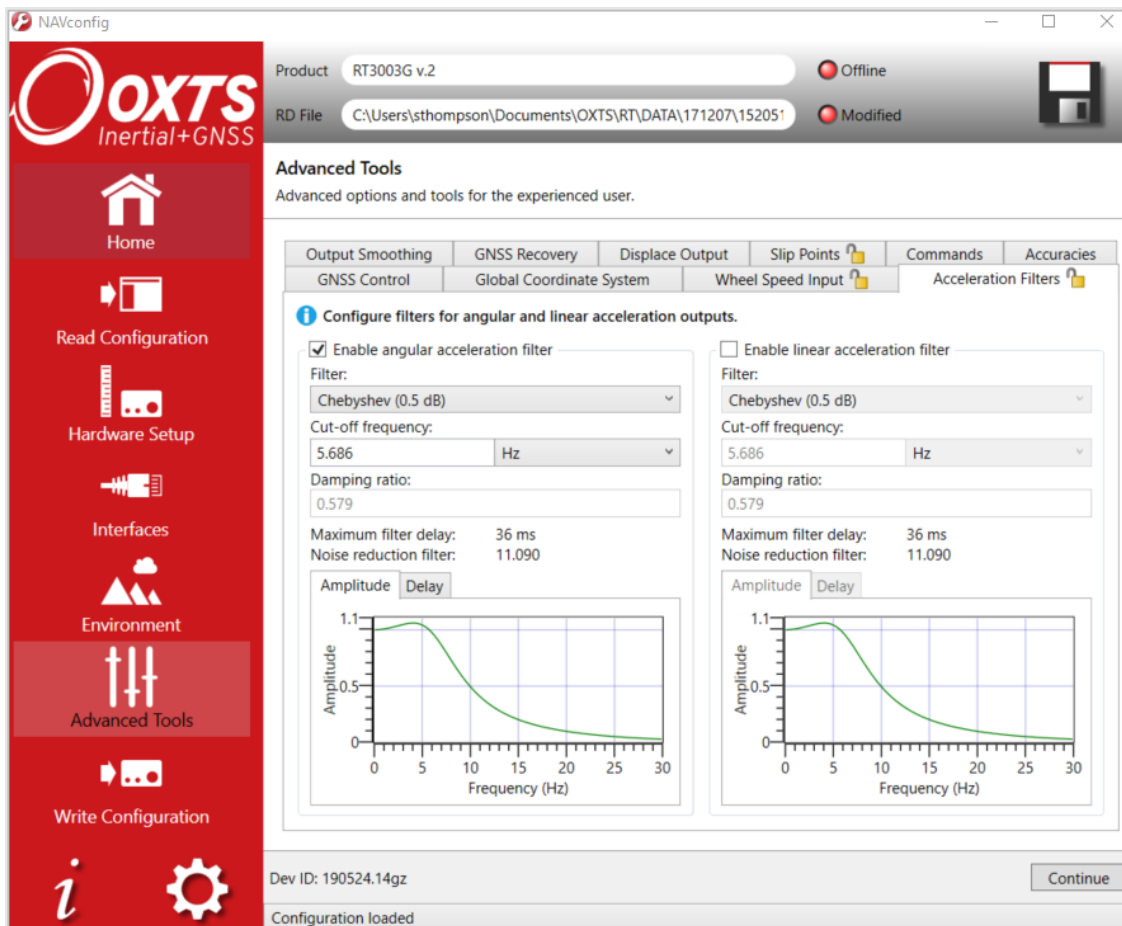 NAVconfig
OXTS
Inertial+GNSS
Product RT3003G v.2 Offline
RD File C:\Users\sthompson\Documents\OXTS\RT\DATA\171207\152051 Modified
Home
Read Configuration
Hardware Setup
Interfaces
Environment
Advanced Tools
Write Configuration
Advanced Tools
Advanced options and tools for the experienced user.
Output Smoothing GNSS Recovery Displace Output Slip Points Commands Accuracies
GNSS Control Global Coordinate System Wheel Speed Input Acceleration Filters
Configure filters for angular and linear acceleration outputs.
Enable angular acceleration filter
Filter:
Chebyshev (0.5 dB)
Cut-off frequency:
5.686 Hz
Damping ratio:
0.579
Maximum filter delay: 36 ms
Noise reduction filter: 11.090
Amplitude Delay
1.1
0.5
0
Amplitude
0 5 10 15 20 25 30
Frequency (Hz)
Enable linear acceleration filter
Filter:
Chebyshev (0.5 dB)
Cut-off frequency:
5.686 Hz
Damping ratio:
0.579
Maximum filter delay: 36 ms
Noise reduction filter: 11.090
Amplitude Delay
1.1
0.5
0
Amplitude
0 5 10 15 20 25 30
Frequency (Hz)
Dev ID: 190524.14gz
Continue
Configuration loaded